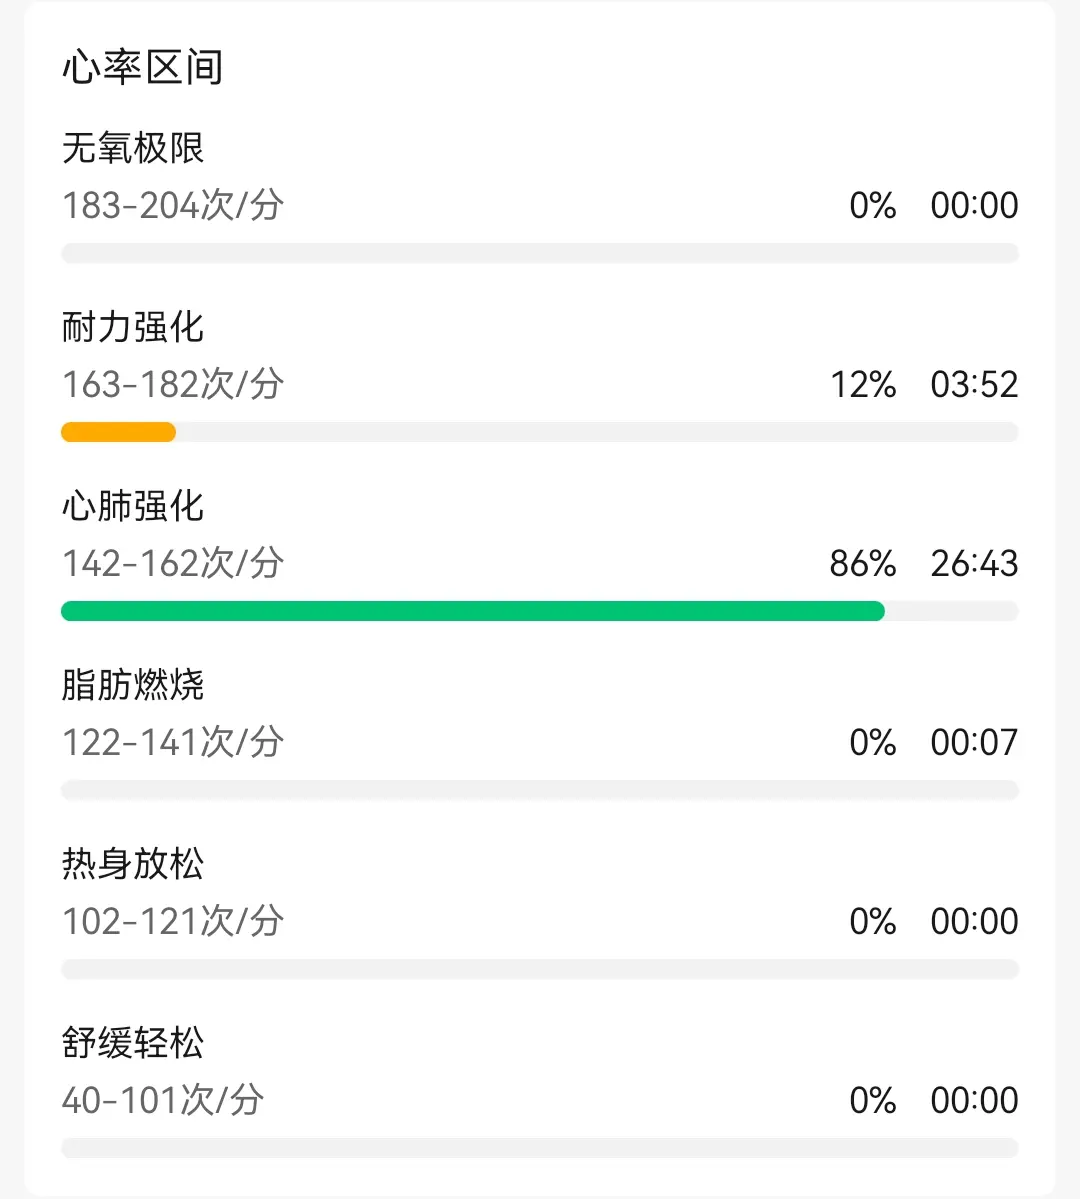 心率区间
无氧极限
183-204次/分 0% 00:00
耐力强化
163-182次/分 12% 03:52
心肺强化
142-162次/分 86% 26:43
脂肪燃烧
122-141次/分 0% 00:07
热身放松
102-121次/分 0% 00:00
舒缓轻松
40-101次/分 0% 00:00